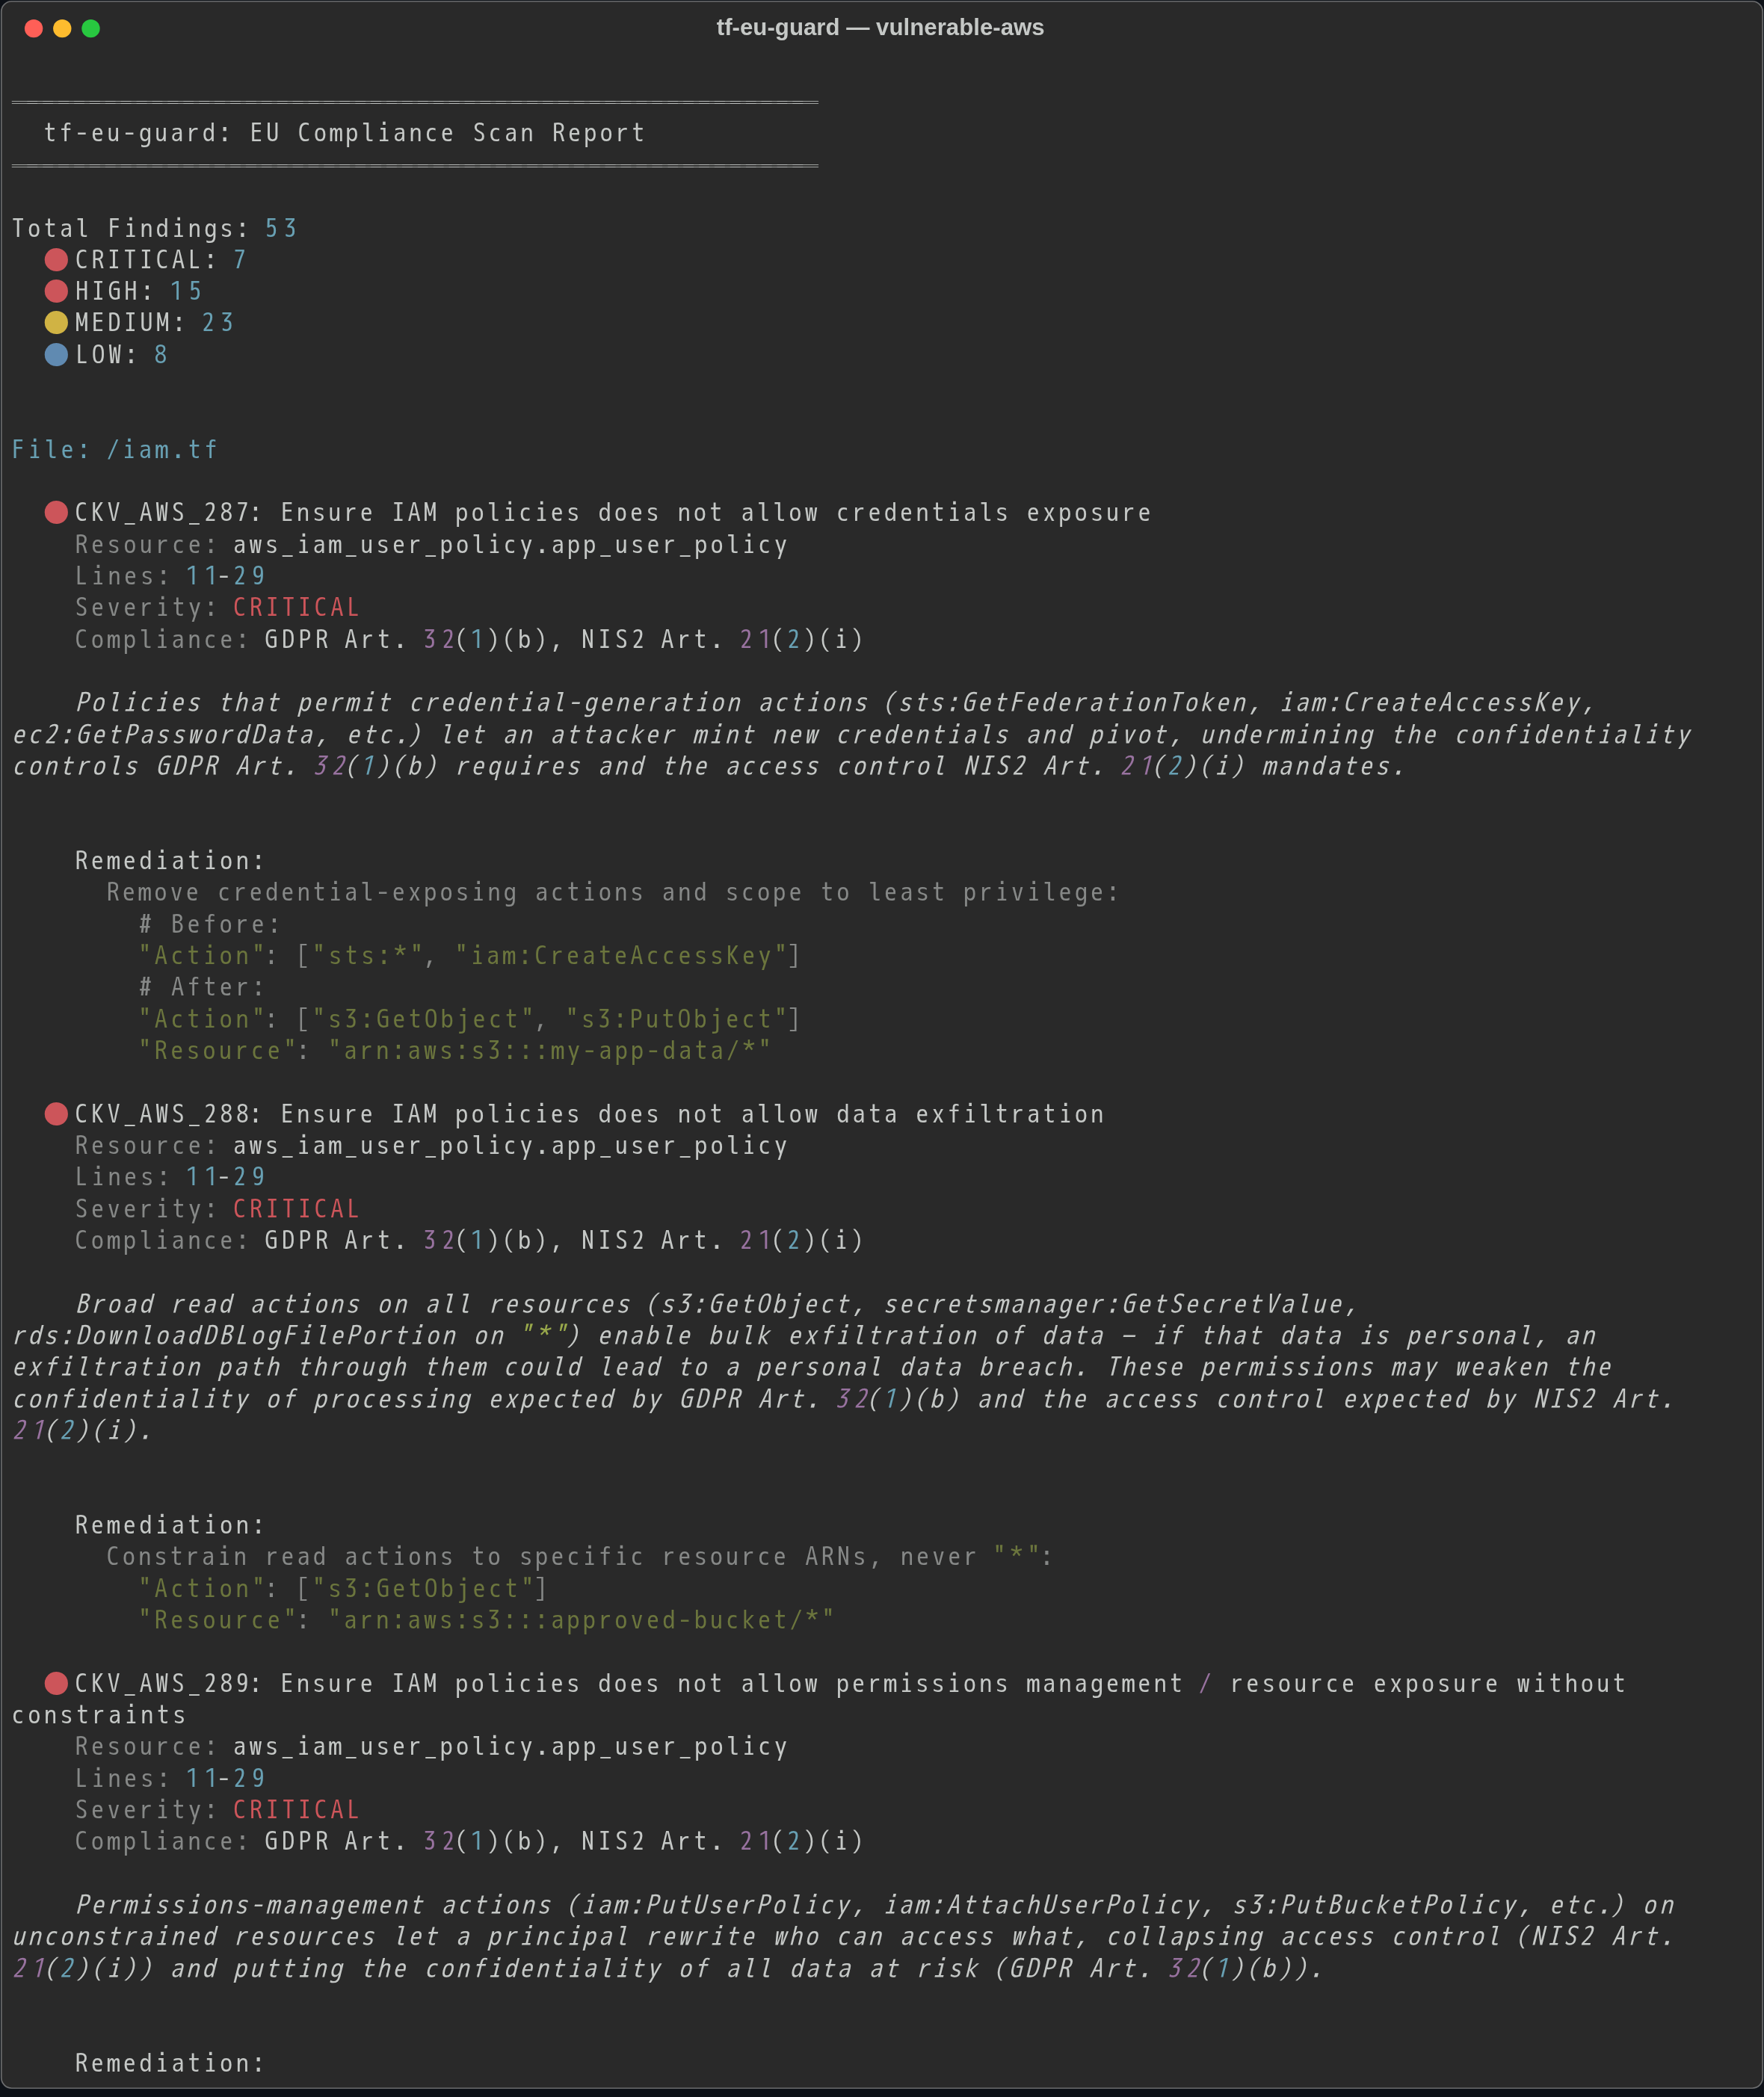 tf-eu-guard — vulnerable-aws
tf-eu-guard: EU Compliance Scan Report
Total Findings: 53
CRITICAL: 7
HIGH: 15
MEDIUM: 23
LOW: 8
File: /iam.tf
CKV_AWS_287: Ensure IAM policies does not allow credentials exposure
Resource: aws_iam_user_policy.app_user_policy
Lines: 11-29
Severity: CRITICAL
Compliance: GDPR Art. 32(1)(b), NIS2 Art. 21(2)(i)
Policies that permit credential-generation actions (sts:GetFederationToken, iam:CreateAccessKey,
ec2:GetPasswordData, etc.) let an attacker mint new credentials and pivot, undermining the confidentiality
controls GDPR Art. 32(1)(b) requires and the access control NIS2 Art. 21(2)(i) mandates.
Remediation:
Remove credential-exposing actions and scope to least privilege:
# Before:
"Action": ["sts:*", "iam:CreateAccessKey"]
# After:
"Action": ["s3:GetObject", "s3:PutObject"]
"Resource": "arn:aws:s3:::my-app-data/*"
CKV_AWS_288: Ensure IAM policies does not allow data exfiltration
Resource: aws_iam_user_policy.app_user_policy
Lines: 11-29
Severity: CRITICAL
Compliance: GDPR Art. 32(1)(b), NIS2 Art. 21(2)(i)
Broad read actions on all resources (s3:GetObject, secretsmanager:GetSecretValue,
rds:DownloadDBLogFilePortion on "*") enable bulk exfiltration of data — if that data is personal, an
exfiltration path through them could lead to a personal data breach. These permissions may weaken the
confidentiality of processing expected by GDPR Art. 32(1)(b) and the access control expected by NIS2 Art.
21(2)(i).
Remediation:
Constrain read actions to specific resource ARNs, never "*":
"Action": ["s3:GetObject"]
"Resource": "arn:aws:s3:::approved-bucket/*"
CKV_AWS_289: Ensure IAM policies does not allow permissions management / resource exposure without
constraints
Resource: aws_iam_user_policy.app_user_policy
Lines: 11-29
Severity: CRITICAL
Compliance: GDPR Art. 32(1)(b), NIS2 Art. 21(2)(i)
Permissions-management actions (iam:PutUserPolicy, iam:AttachUserPolicy, s3:PutBucketPolicy, etc.) on
unconstrained resources let a principal rewrite who can access what, collapsing access control (NIS2 Art.
21(2)(i)) and putting the confidentiality of all data at risk (GDPR Art. 32(1)(b)).
Remediation: